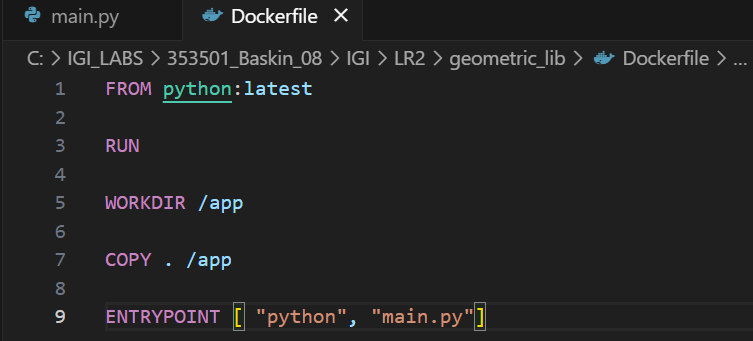 main.py
Dockerfile
C: > IGI_LABS > 353501_Baskin_08 > IGI > LR2 > geometric_lib > Dockerfile > ...
1 FROM python:latest
2
3 RUN
4
5 WORKDIR /app
6
7 COPY . /app
8
9 ENTRYPOINT [ "python", "main.py"]